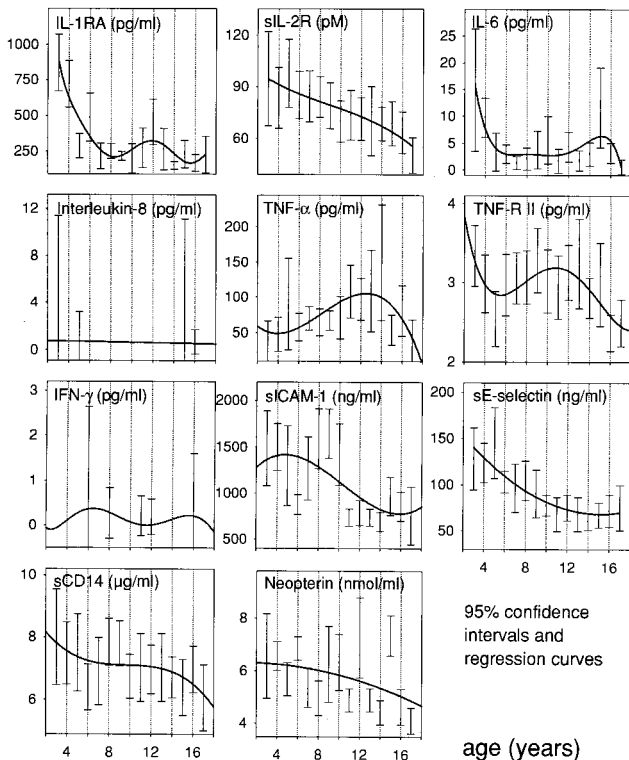 IL-1RA (pg/ml)
sIL-2R (pM)
IL-6 (pg/ml)
1000
750
500
250
120
90
60
25
20
15
10
5
0
Interleukin-8 (pg/ml)
TNF-α (pg/ml)
TNF-R II (pg/ml)
12
8
4
0
200
150
100
50
4
3
2
IFN-γ (pg/ml)
sICAM-1 (ng/ml)
sE-selectin (ng/ml)
3
2
1
0
2000
1500
1000
500
200
150
100
50
4 8 12 16
sCD14 (µg/ml)
Neopterin (nmol/ml)
10
8
6
8
6
4
4 8 12 16
4 8 12 16
95% confidence
intervals and
regression curves
age (years)